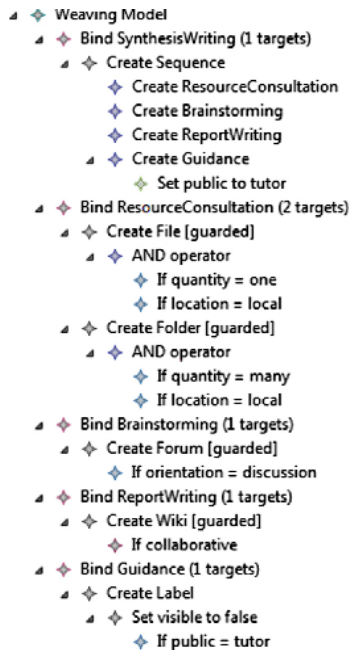 Weaving Model
Bind SynthesisWriting (1 targets)
Create Sequence
Create ResourceConsultation
Create Brainstorming
Create ReportWriting
Create Guidance
Set public to tutor
Bind ResourceConsultation (2 targets)
Create File [guarded]
AND operator
If quantity = one
If location = local
Create Folder [guarded]
AND operator
If quantity = many
If location = local
Bind Brainstorming (1 targets)
Create Forum [guarded]
If orientation = discussion
Bind ReportWriting (1 targets)
Create Wiki [guarded]
If collaborative
Bind Guidance (1 targets)
Create Label
Set visible to false
If public = tutor